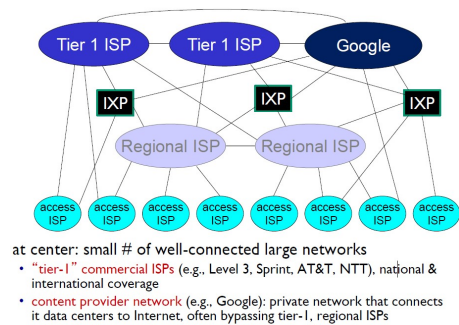 Tier 1 ISP Tier 1 ISP Google
IXP IXP IXP
Regional ISP Regional ISP
access access access access access access access access
ISP ISP ISP ISP ISP ISP ISP ISP
at center: small # of well-connected large networks
• “tier-1” commercial ISPs (e.g., Level 3, Sprint, AT&T, NTT), national &
international coverage
• content provider network (e.g., Google): private network that connects
it data centers to Internet, often bypassing tier-1, regional ISPs